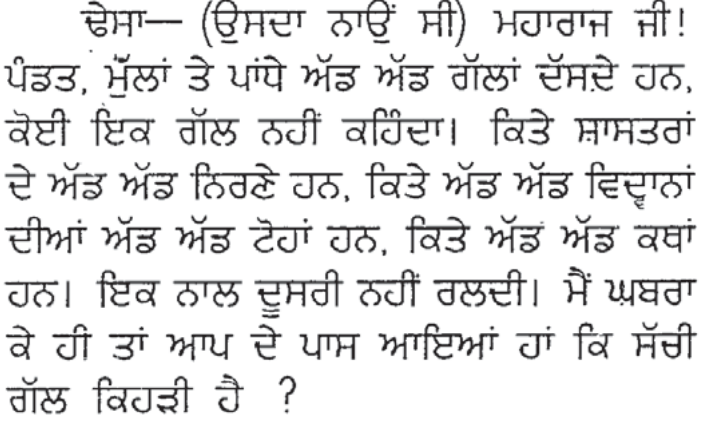 ਢੇਸਾ— (ਉਸਦਾ ਨਾਉਂ ਸੀ) ਮਹਾਰਾਜ ਜੀ!
ਪੰਡਤ, ਮੁੱਲਾਂ ਤੇ ਪਾਂਧੇ ਅੱਡ ਅੱਡ ਗੱਲਾਂ ਦੱਸਦੇ ਹਨ,
ਕੋਈ ਇਕ ਗੱਲ ਨਹੀਂ ਕਹਿੰਦਾ। ਕਿਤੇ ਸ਼ਾਸਤਰਾਂ
ਦੇ ਅੱਡ ਅੱਡ ਨਿਰਣੇ ਹਨ, ਕਿਤੇ ਅੱਡ ਅੱਡ ਵਿਦ੍ਵਾਨਾਂ
ਦੀਆਂ ਅੱਡ ਅੱਡ ਟੋਹਾਂ ਹਨ, ਕਿਤੇ ਅੱਡ ਅੱਡ ਕਥਾਂ
ਹਨ। ਇਕ ਨਾਲ ਦੂਸਰੀ ਨਹੀਂ ਰਲਦੀ। ਮੈਂ ਘਬਰਾ
ਕੇ ਹੀ ਤਾਂ ਆਪ ਦੇ ਪਾਸ ਆਇਆਂ ਹਾਂ ਕਿ ਸੱਚੀ
ਗੱਲ ਕਿਹੜੀ ਹੈ ?